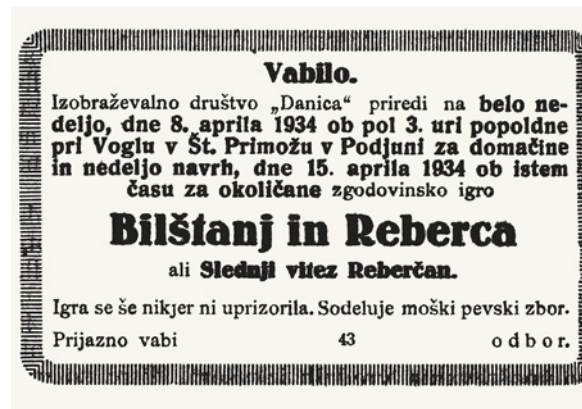 Vabilo.
Izobraževalno društvo „Danica“ priredi na belo ne-
deljo, dne 8. aprila 1934 ob pol 3. uri popoldne
pri Voglu v Št. Primožu v Podjuni za domačine
in nedeljo navrh, dne 15. aprila 1934 ob istem
času za okoličane zgodovinsko igro
Bilštanj in Reberca
ali Slednji vitez Reberčan.
Igra se še nikjer ni uprizorila. Sodeluje moški pevski zbor.
Prijazno vabi 43 odbor.